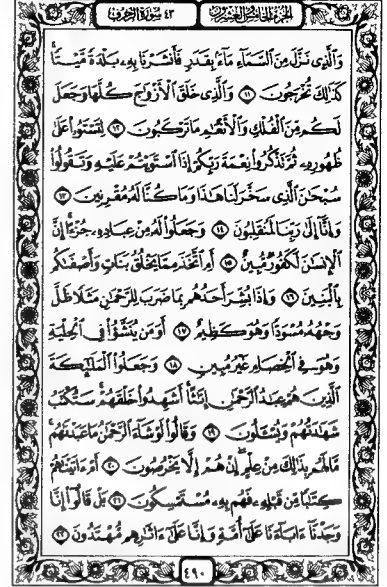 الجزء الخامس والعشرون ٤٣ سورة الزخرف
وَٱلَّذِى نَزَّلَ مِنَ ٱلسَّمَآءِ مَآءًۢ بِقَدَرٍ فَأَنشَرْنَا بِهِۦ بَلْدَةً مَّيْتًا ۚ
كَذَٰلِكَ تُخْرَجُونَ ١١ وَٱلَّذِى خَلَقَ ٱلْأَزْوَٰجَ كُلَّهَا وَجَعَلَ
لَكُم مِّنَ ٱلْفُلْكِ وَٱلْأَنْعَٰمِ مَا تَرْكَبُونَ ١٢ لِتَسْتَوُۥا۟ عَلَىٰ
ظُهُورِهِۦ ثُمَّ تَذْكُرُوا۟ نِعْمَةَ رَبِّكُمْ إِذَا ٱسْتَوَيْتُمْ عَلَيْهِ وَتَقُولُوا۟
سُبْحَٰنَ ٱلَّذِى سَخَّرَ لَنَا هَٰذَا وَمَا كُنَّا لَهُۥ مُقْرِنِينَ ١٣
وَإِنَّآ إِلَىٰ رَبِّنَا لَمُنقَلِبُونَ ١٤ وَجَعَلُوا۟ لَهُۥ مِنْ عِبَادِهِۦ جُزْءًا ۚ إِنَّ
ٱلْإِنسَٰنَ لَكَفُورٌ مُّبِينٌ ١٥ أَمِ ٱتَّخَذَ مِمَّا يَخْلُقُ بَنَاتٍ وَأَصْفَىٰكُم
بِٱلْبَنِينَ ١٦ وَإِذَا بُشِّرَ أَحَدُهُم بِمَا ضَرَبَ لِلرَّحْمَٰنِ مَثَلًا ظَلَّ
وَجْهُهُۥ مُسْوَدًّا وَهُوَ كَظِيمٌ ١٧ أَوَمَن يُنَشَّؤُا۟ فِى ٱلْحِلْيَةِ
وَهُوَ فِى ٱلْخِصَامِ غَيْرُ مُبِينٍ ١٨ وَجَعَلُوا۟ ٱلْمَلَٰٓئِكَةَ
ٱلَّذِينَ هُمْ عِبَٰدُ ٱلرَّحْمَٰنِ إِنَٰثًا ۚ أَشَهِدُوا۟ خَلْقَهُمْ ۚ سَتُكْتَبُ
شَهَٰدَتُهُمْ وَيُسْـَٔلُونَ ١٩ وَقَالُوا۟ لَوْ شَآءَ ٱلرَّحْمَٰنُ مَا عَبَدْنَٰهُم ۗ
مَّا لَهُم بِذَٰلِكَ مِنْ عِلْمٍ ۖ إِنْ هُمْ إِلَّا يَخْرُصُونَ ٢٠ أَمْ ءَاتَيْنَٰهُمْ
كِتَٰبًا مِّن قَبْلِهِۦ فَهُم بِهِۦ مُسْتَمْسِكُونَ ٢١ بَلْ قَالُوٓا۟ إِنَّا
وَجَدْنَآ ءَابَآءَنَا عَلَىٰٓ أُمَّةٍ وَإِنَّا عَلَىٰٓ ءَاثَٰرِهِم مُّهْتَدُونَ ٢٢
٤٩٠